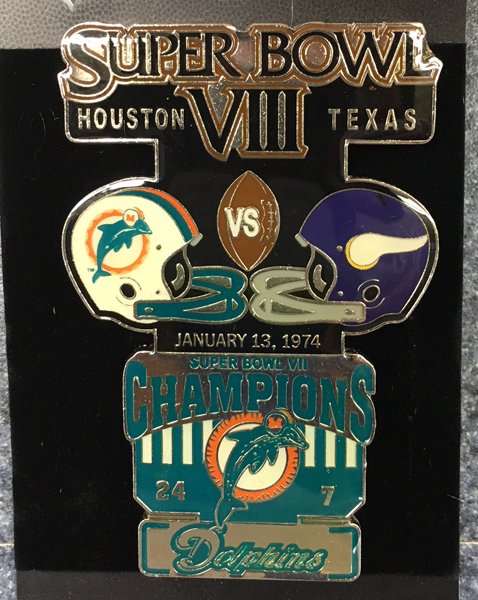 SUPER BOWL
VIII
HOUSTON TEXAS
VS
JANUARY 13, 1974
SUPER BOWL VII
CHAMPIONS
M
24 7
Dolphins